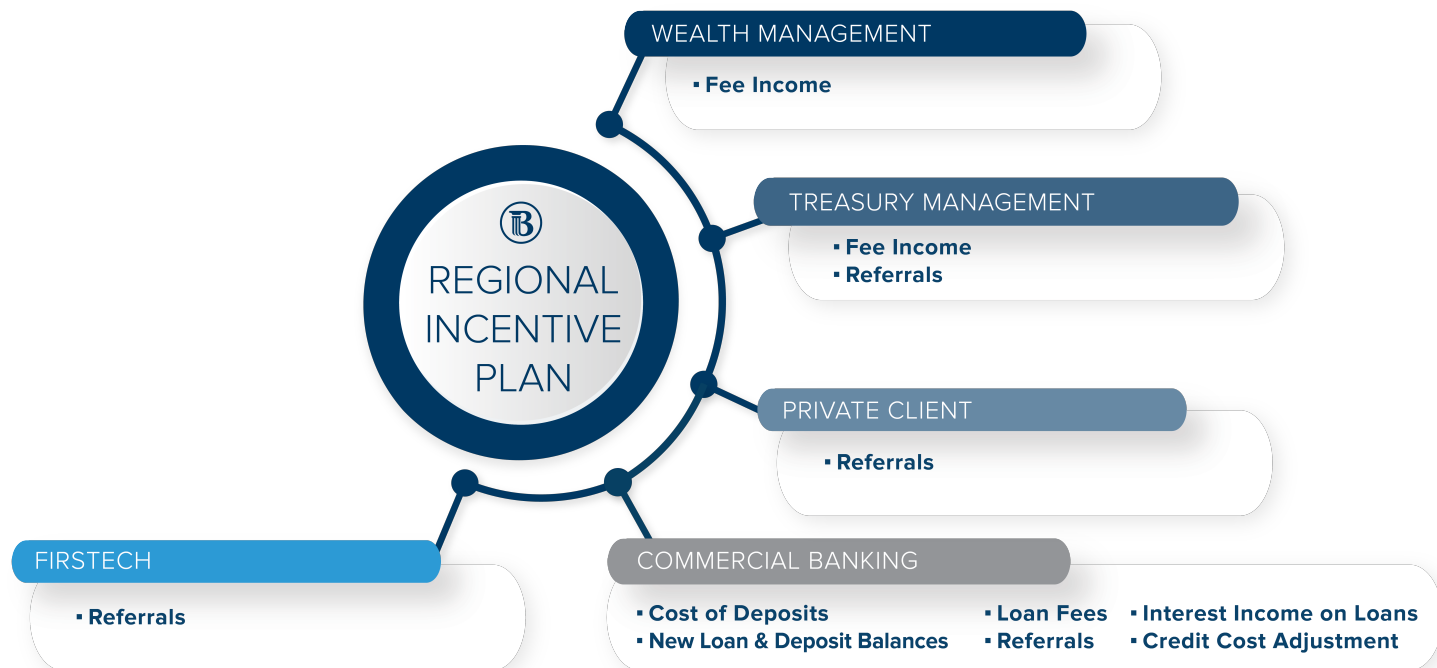 WEALTH MANAGEMENT
▪ Fee Income
TREASURY MANAGEMENT
▪ Fee Income
▪ Referrals
B
REGIONAL
INCENTIVE
PLAN
PRIVATE CLIENT
▪ Referrals
FIRSTECH
▪ Referrals
COMMERCIAL BANKING
▪ Cost of Deposits ▪ Loan Fees ▪ Interest Income on Loans
▪ New Loan & Deposit Balances ▪ Referrals ▪ Credit Cost Adjustment